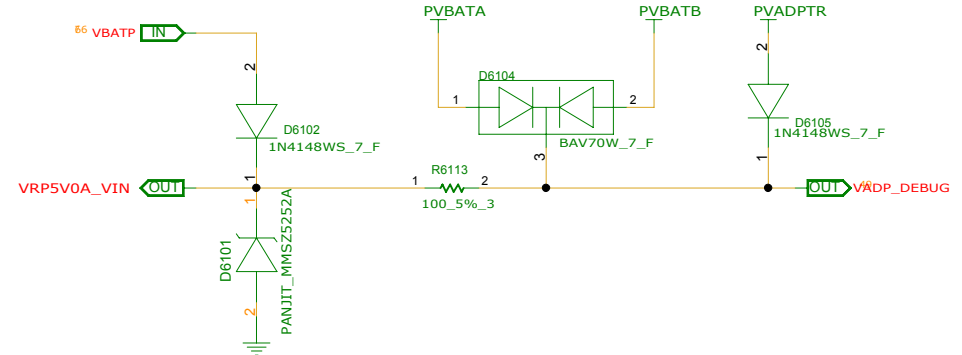 PVBATA
PVBATB
PVADPTR
VBATP
IN
2
2
D6104
1
2
D6102
1N4148WS_7_F
D6105
1N4148WS_7_F
BAV70W_7_F
3
1
1
R6113
VRP5V0A_VIN
OUT
1
2
OUT
VADP_DEBUG
100_5%_3
1
D6101
PANJIT_MMSZ5252A
2